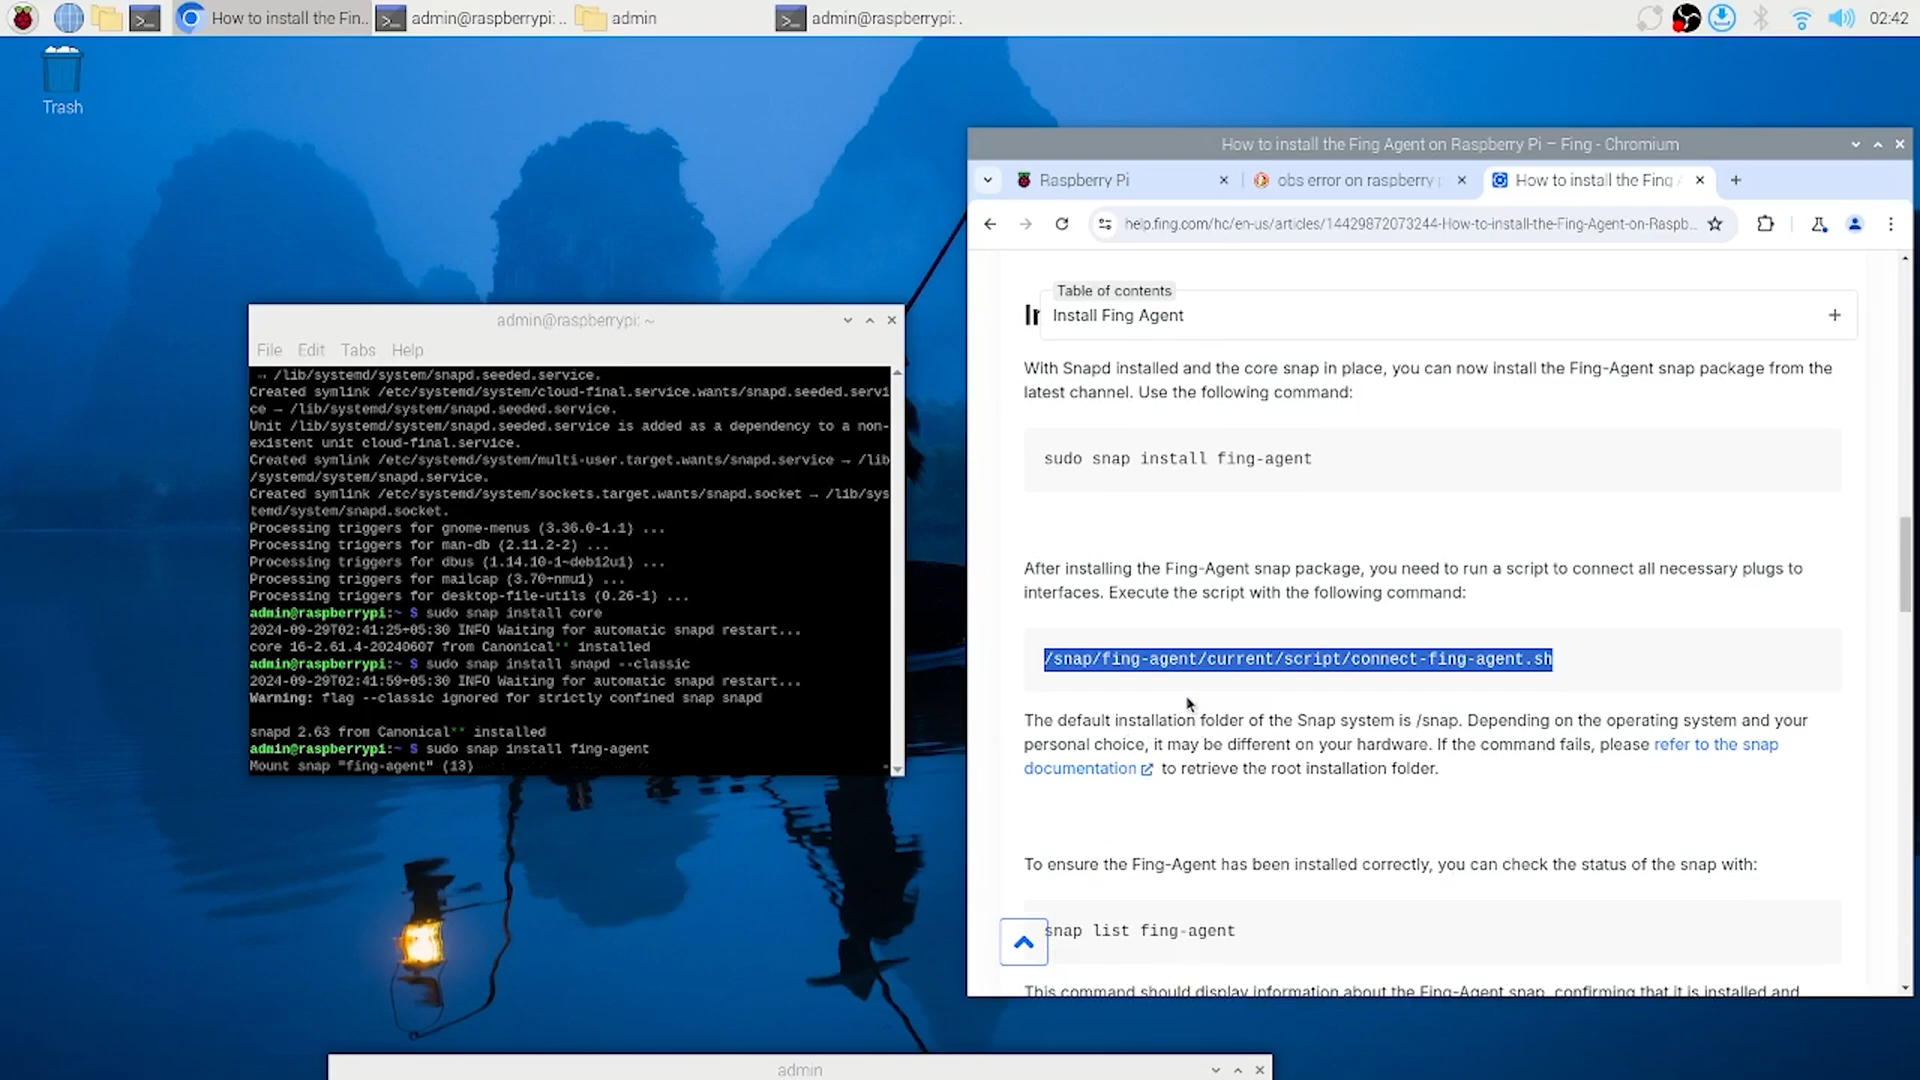 How to install the Fin..
admin@raspberrypi: ..
admin
admin@raspberrypi: .
02:42
Trash
admin@raspberrypi: ~
File Edit Tabs Help
→ /lib/systemd/system/snapd.seeded.service.
Created symlink /etc/systemd/system/cloud-final.service.wants/snapd.seeded.servi
ce → /lib/systemd/system/snapd.seeded.service.
Unit /lib/systemd/system/snapd.seeded.service is added as a dependency to a non-
existent unit cloud-final.service.
Created symlink /etc/systemd/system/multi-user.target.wants/snapd.service → /lib
/systemd/system/snapd.service.
Created symlink /etc/systemd/system/sockets.target.wants/snapd.socket → /lib/sys
temd/system/snapd.socket.
Processing triggers for gnome-menus (3.36.0-1.1) ...
Processing triggers for man-db (2.11.2-2) ...
Processing triggers for dbus (1.14.10-1~deb12u1) ...
Processing triggers for mailcap (3.70+nmu1) ...
Processing triggers for desktop-file-utils (0.26-1) ...
admin@raspberrypi:~ $ sudo snap install core
2024-09-29T02:41:25+05:30 INFO Waiting for automatic snapd restart...
core 16-2.61.4-20240607 from Canonical** installed
admin@raspberrypi:~ $ sudo snap install snapd --classic
2024-09-29T02:41:59+05:30 INFO Waiting for automatic snapd restart...
Warning: flag --classic ignored for strictly confined snap snapd
snapd 2.63 from Canonical** installed
admin@raspberrypi:~ $ sudo snap install fing-agent
Mount snap "fing-agent" (13)
How to install the Fing Agent on Raspberry Pi – Fing - Chromium
Raspberry Pi
obs error on raspberry p
How to install the Fing A
help.fing.com/hc/en-us/articles/14429872073244-How-to-install-the-Fing-Agent-on-Raspb...
Table of contents
Install Fing Agent
With Snapd installed and the core snap in place, you can now install the Fing-Agent snap package from the
latest channel. Use the following command:
sudo snap install fing-agent
After installing the Fing-Agent snap package, you need to run a script to connect all necessary plugs to
interfaces. Execute the script with the following command:
/snap/fing-agent/current/script/connect-fing-agent.sh
The default installation folder of the Snap system is /snap. Depending on the operating system and your
personal choice, it may be different on your hardware. If the command fails, please refer to the snap
documentation to retrieve the root installation folder.
To ensure the Fing-Agent has been installed correctly, you can check the status of the snap with:
snap list fing-agent
This command should display information about the Fing-Agent snap, confirming that it is installed and
admin